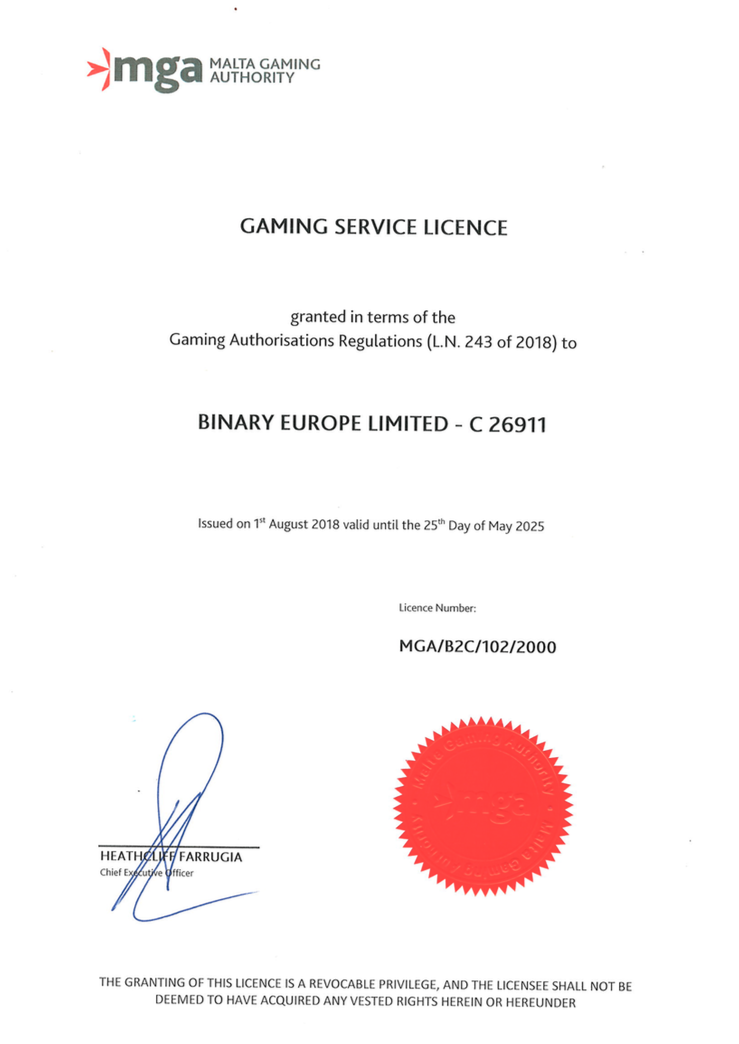 mga MALTA GAMING
AUTHORITY
GAMING SERVICE LICENCE
granted in terms of the
Gaming Authorisations Regulations (L.N. 243 of 2018) to
BINARY EUROPE LIMITED - C 26911
Issued on 1st August 2018 valid until the 25th Day of May 2025
Licence Number:
MGA/B2C/102/2000
Malta Gaming Authority
mga
Malta Gaming Authority
HEATHCLIFF FARRUGIA
Chief Executive Officer
THE GRANTING OF THIS LICENCE IS A REVOCABLE PRIVILEGE, AND THE LICENSEE SHALL NOT BE
DEEMED TO HAVE ACQUIRED ANY VESTED RIGHTS HEREIN OR HEREUNDER